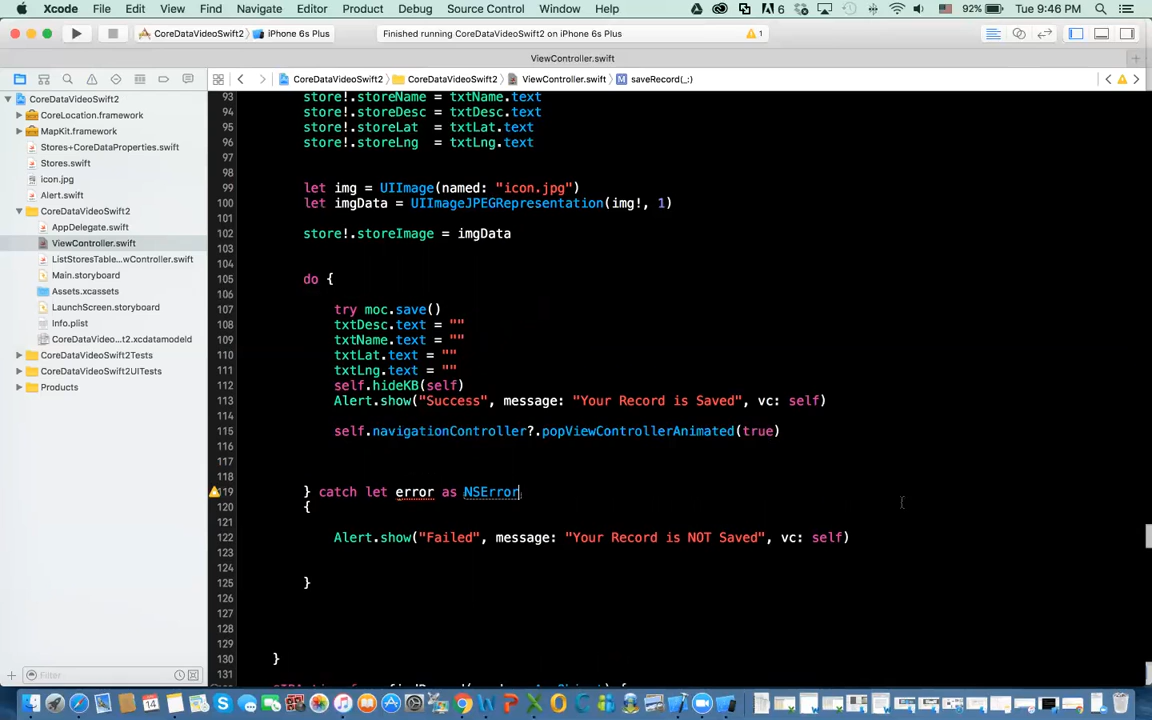 Xcode File Edit View Find Navigate Editor Product Debug Source Control Window Help 6 92% Tue 9:46 PM
CoreDataVideoSwift2 iPhone 6s Plus Finished running CoreDataVideoSwift2 on iPhone 6s Plus 1
ViewController.swift
CoreDataVideoSwift2 CoreDataVideoSwift2 ViewController.swift M saveRecord(_:)
CoreDataVideoSwift2
CoreLocation.framework
MapKit.framework
Stores+CoreDataProperties.swift
Stores.swift
icon.jpg
Alert.swift
CoreDataVideoSwift2
AppDelegate.swift
ViewController.swift
ListStoresTable...wController.swift
Main.storyboard
Assets.xcassets
LaunchScreen.storyboard
Info.plist
CoreDataVideo...t2.xcdatamodeld
CoreDataVideoSwift2Tests
CoreDataVideoSwift2UITests
Products
Filter
93 store!.storeName = txtName.text
94 store!.storeDesc = txtDesc.text
95 store!.storeLat = txtLat.text
96 store!.storeLng = txtLng.text
97
98
99 let img = UIImage(named: "icon.jpg")
100 let imgData = UIImageJPEGRepresentation(img!, 1)
101
102 store!.storeImage = imgData
103
104
105 do {
106
107 try moc.save()
108 txtDesc.text = ""
109 txtName.text = ""
110 txtLat.text = ""
111 txtLng.text = ""
112 self.hideKB(self)
113 Alert.show("Success", message: "Your Record is Saved", vc: self)
114
115 self.navigationController?.popViewControllerAnimated(true)
116
117
118
119 } catch let error as NSError
120 {
121
122 Alert.show("Failed", message: "Your Record is NOT Saved", vc: self)
123
124
125 }
126
127
128
129
130 }
131